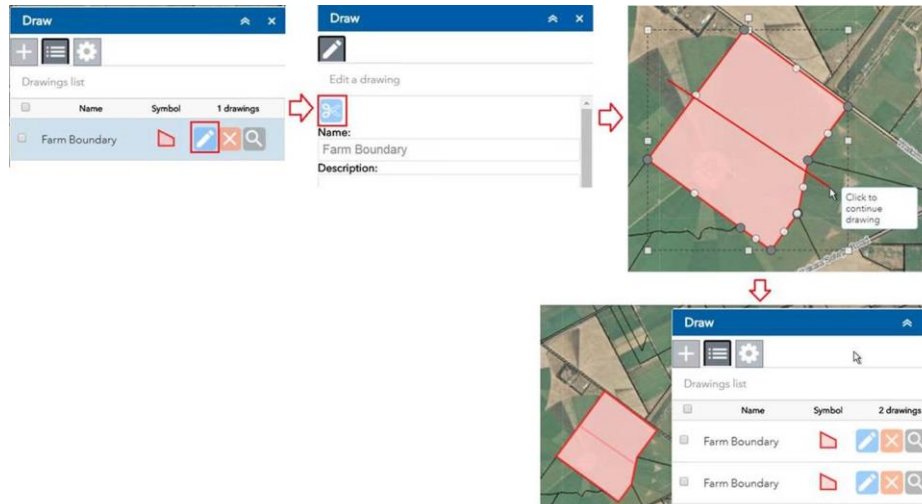 Draw
Drawings list
Name Symbol 1 drawings
Farm Boundary
Draw
Edit a drawing
Name:
Farm Boundary
Description:
Click to
continue
drawing
Draw
Drawings list
Name Symbol 2 drawings
Farm Boundary
Farm Boundary